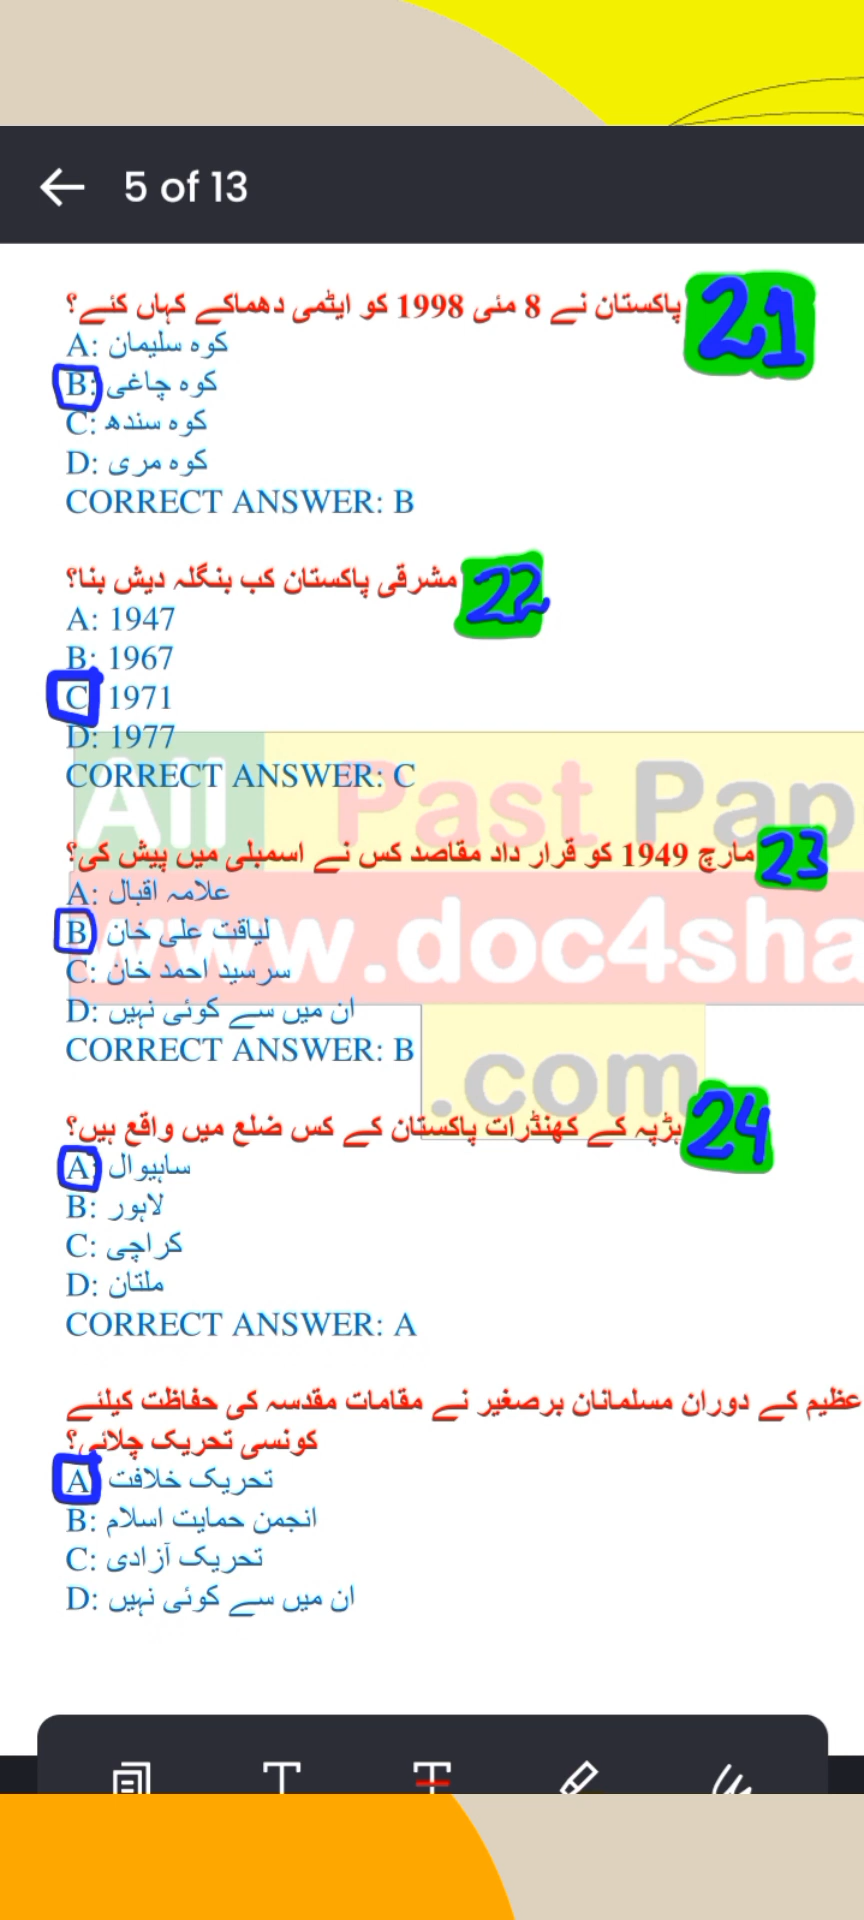 5 of 13
پاکستان نے 8 مئی 1998 کو ایٹمی دھماکے کہاں کئے؟
21
A: کوہ سلیمان
B: کوہ چاغی
C: کوہ سندھ
D: کوہ مری
CORRECT ANSWER: B
مشرقی پاکستان کب بنگلہ دیش بنا؟
22
A: 1947
B: 1967
C 1971
D: 1977
CORRECT ANSWER: C
All Past Pap
مارچ 1949 کو قرار داد مقاصد کس نے اسمبلی میں پیش کی؟
23
A: علامہ اقبال
B لیاقت علی خان
www.doc4sha
C: سرسید احمد خان
D: ان میں سے کوئی نہیں
CORRECT ANSWER: B
.com
ہڑپہ کے کھنڈرات پاکستان کے کس ضلع میں واقع ہیں؟
24
A: ساہیوال
B: لاہور
C: کراچی
D: ملتان
CORRECT ANSWER: A
عظیم کے دوران مسلمانان برصغیر نے مقامات مقدسہ کی حفاظت کیلئے
کونسی تحریک چلائی؟
A تحریک خلافت
B: انجمن حمایت اسلام
C: تحریک آزادی
D: ان میں سے کوئی نہیں